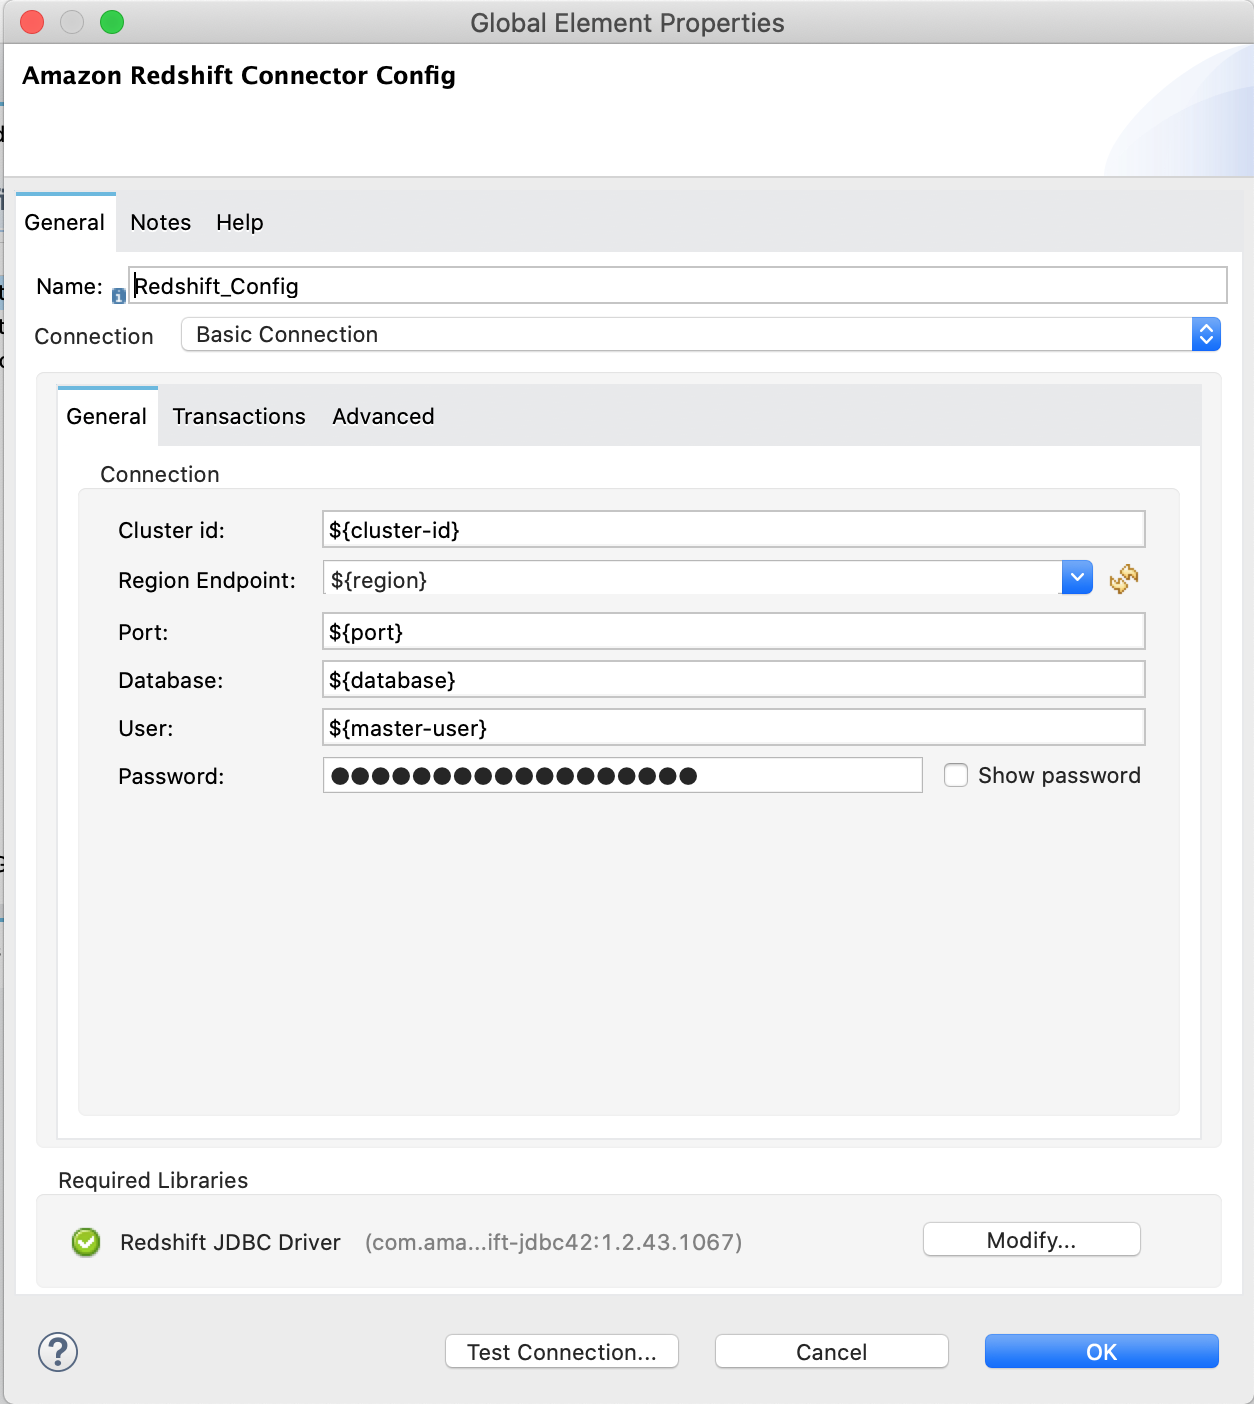 Global Element Properties
Amazon Redshift Connector Config
General Notes Help
Name: Redshift_Config
Connection Basic Connection
General Transactions Advanced
Connection
Cluster id: ${cluster-id}
Region Endpoint: ${region}
Port: ${port}
Database: ${database}
User: ${master-user}
Password: ●●●●●●●●●●●●●●●●●● Show password
Required Libraries
Redshift JDBC Driver (com.ama...ift-jdbc42:1.2.43.1067) Modify...
? Test Connection... Cancel OK